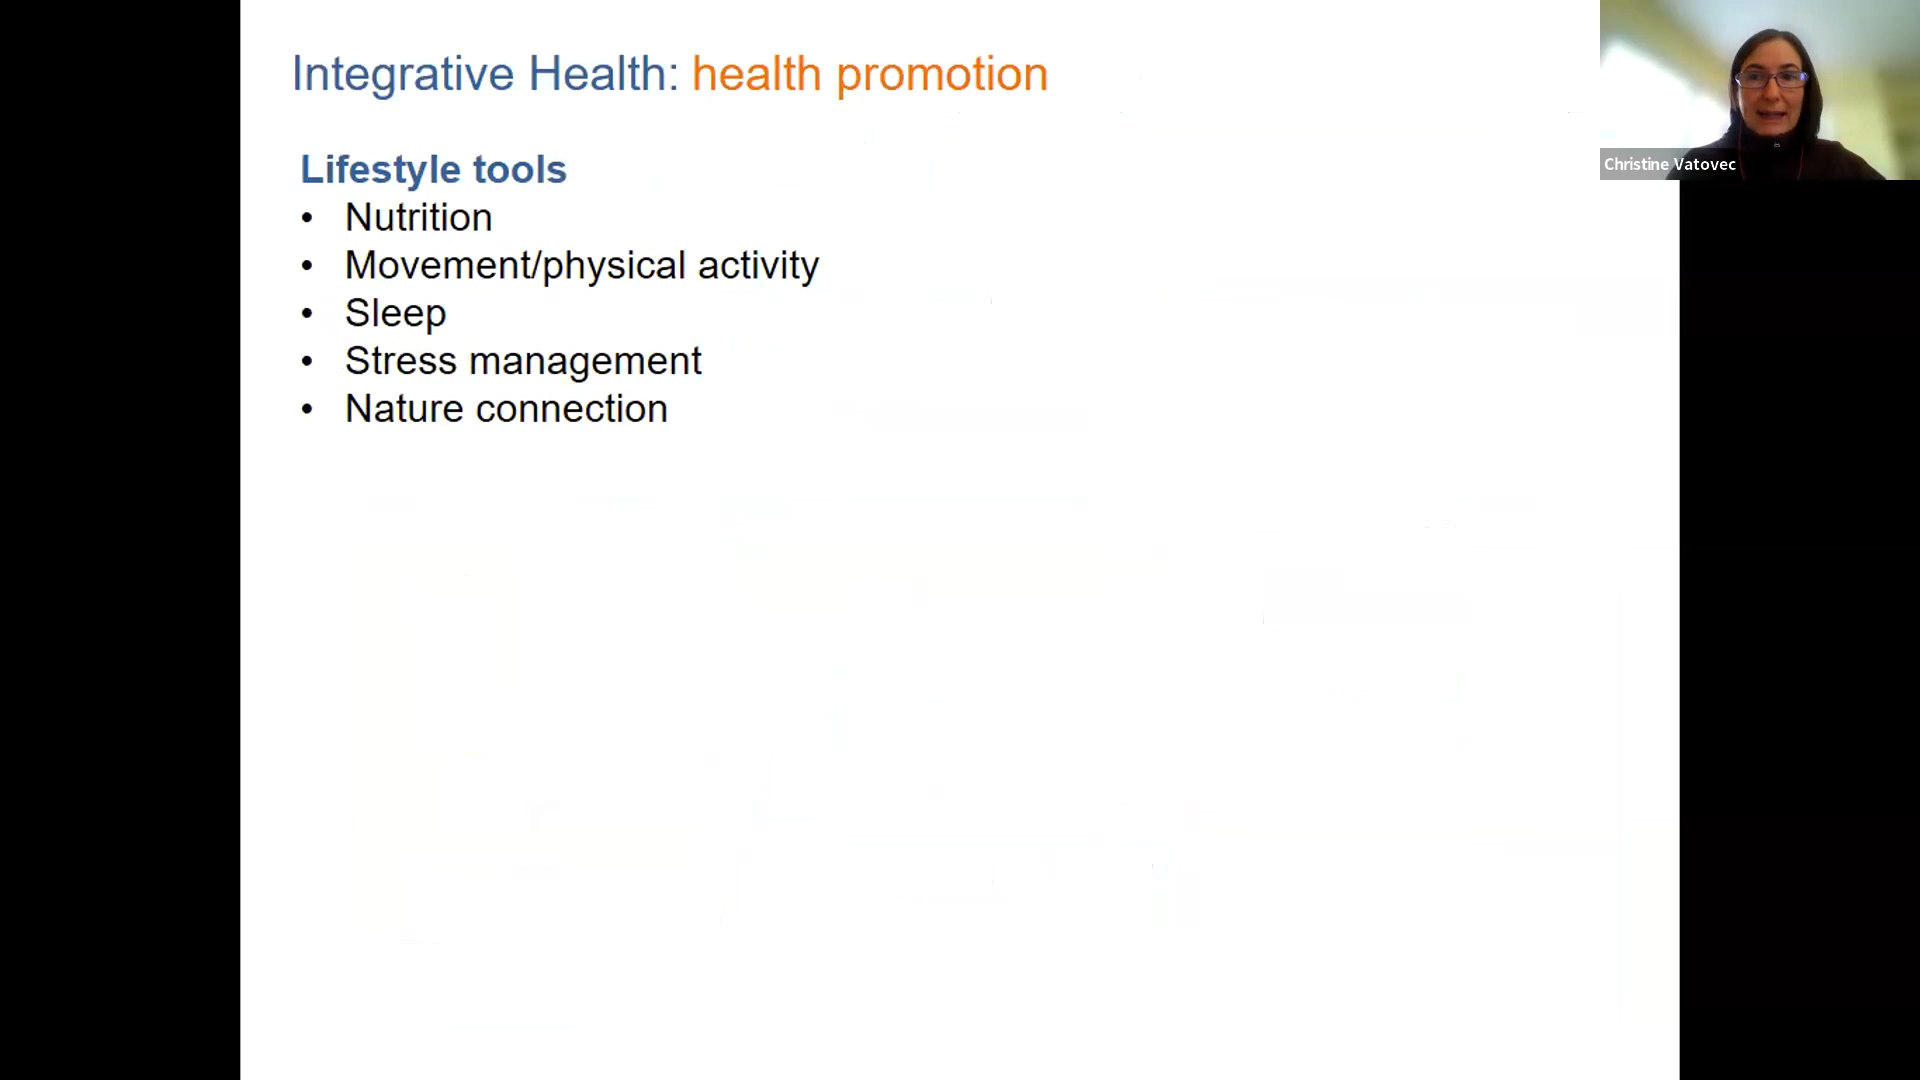 Integrative Health: health promotion
Lifestyle tools
• Nutrition
• Movement/physical activity
• Sleep
• Stress management
• Nature connection
Christine Vatovec